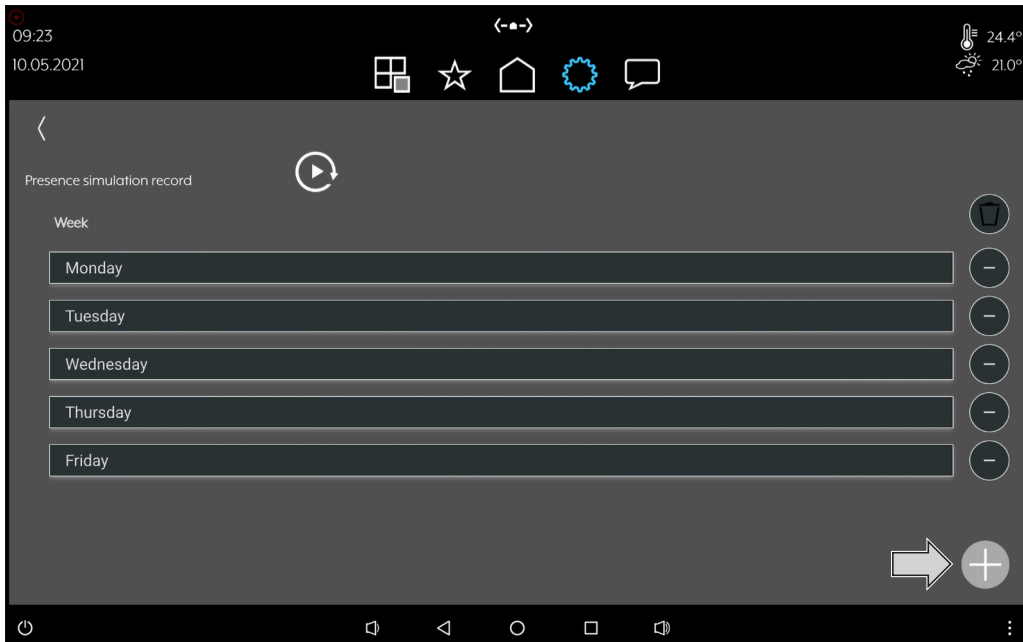 09:23
10.05.2021
24.4°
21.0°
Presence simulation record
Week
Monday
Tuesday
Wednesday
Thursday
Friday